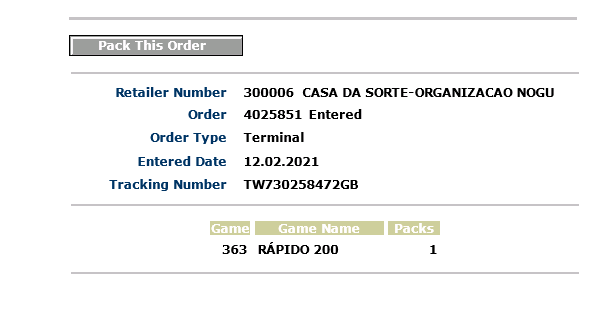 Pack This Order
Retailer Number 300006 CASA DA SORTE-ORGANIZACAO NOGU
Order 4025851 Entered
Order Type Terminal
Entered Date 12.02.2021
Tracking Number TW730258472GB
Game Game Name Packs
363 RÁPIDO 200 1